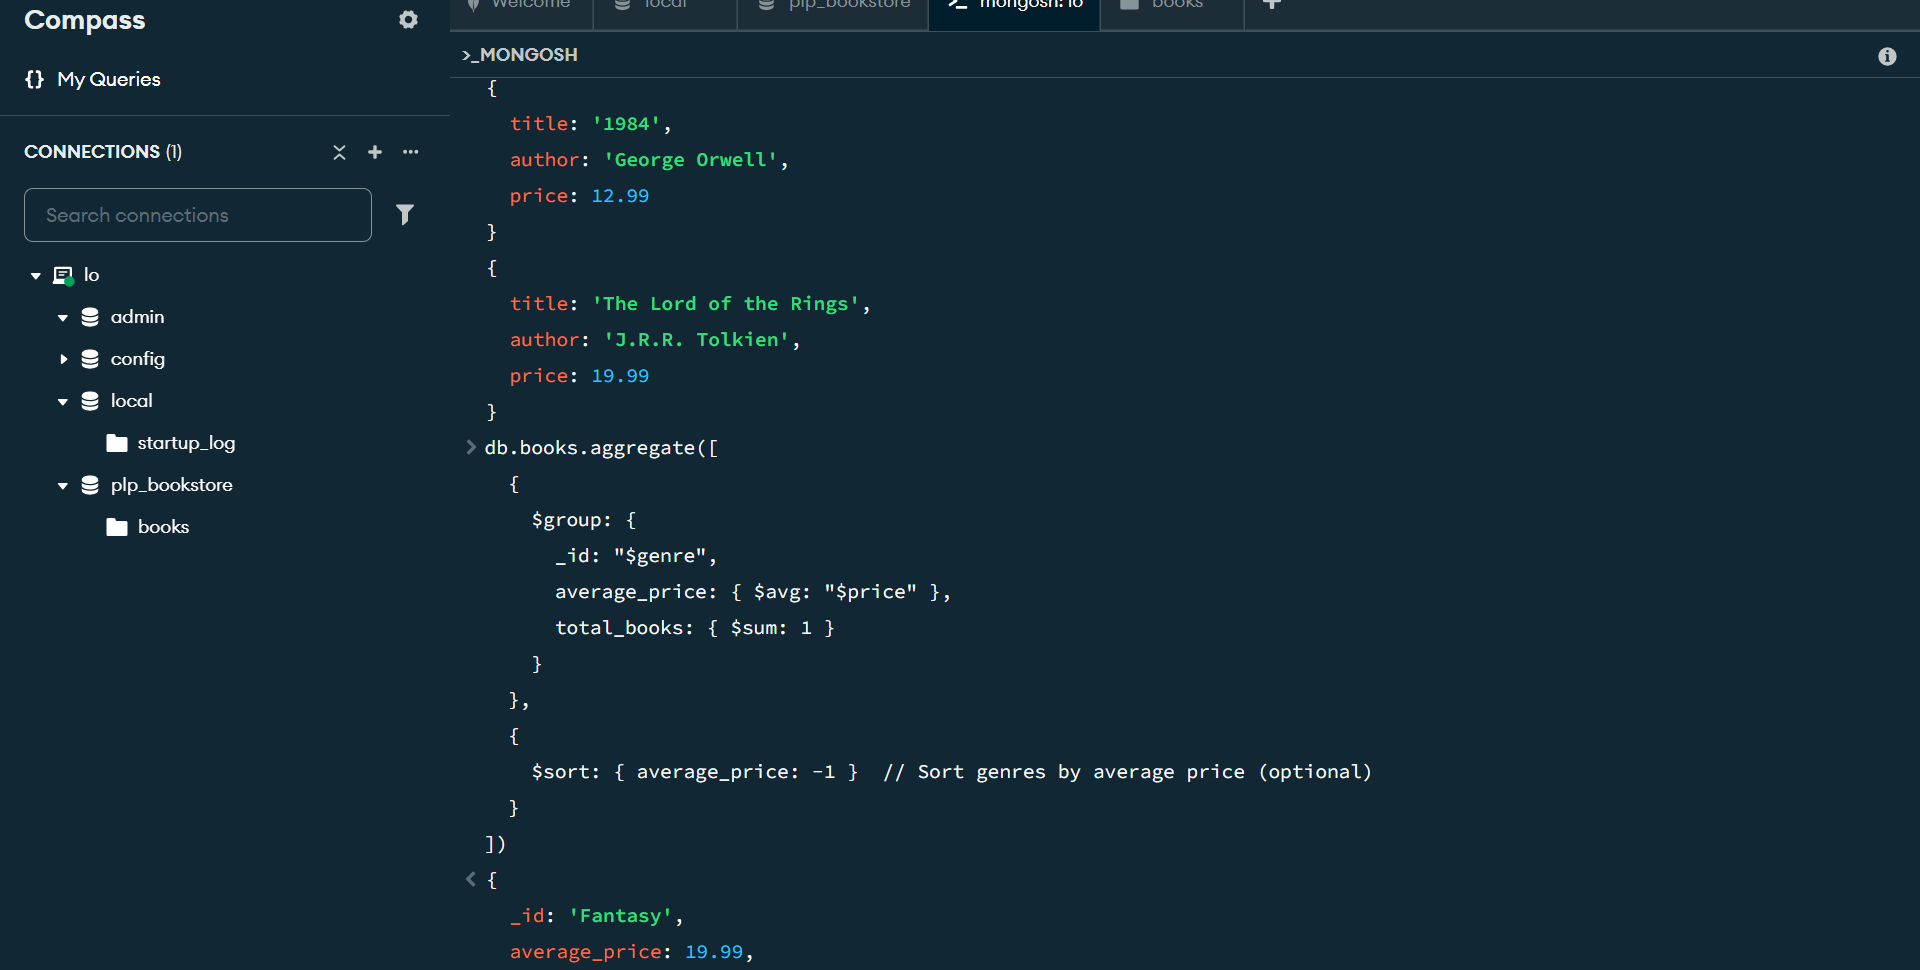 Compass
My Queries
CONNECTIONS (1)
Search connections
lo
admin
config
local
startup_log
plp_bookstore
books
Welcome
local
plp_bookstore
mongosh: lo
books
>_MONGOSH
{
title: '1984',
author: 'George Orwell',
price: 12.99
}
{
title: 'The Lord of the Rings',
author: 'J.R.R. Tolkien',
price: 19.99
}
> db.books.aggregate([
{
$group: {
_id: "$genre",
average_price: { $avg: "$price" },
total_books: { $sum: 1 }
}
},
{
$sort: { average_price: -1 }  // Sort genres by average price (optional)
}
])
< {
_id: 'Fantasy',
average_price: 19.99,